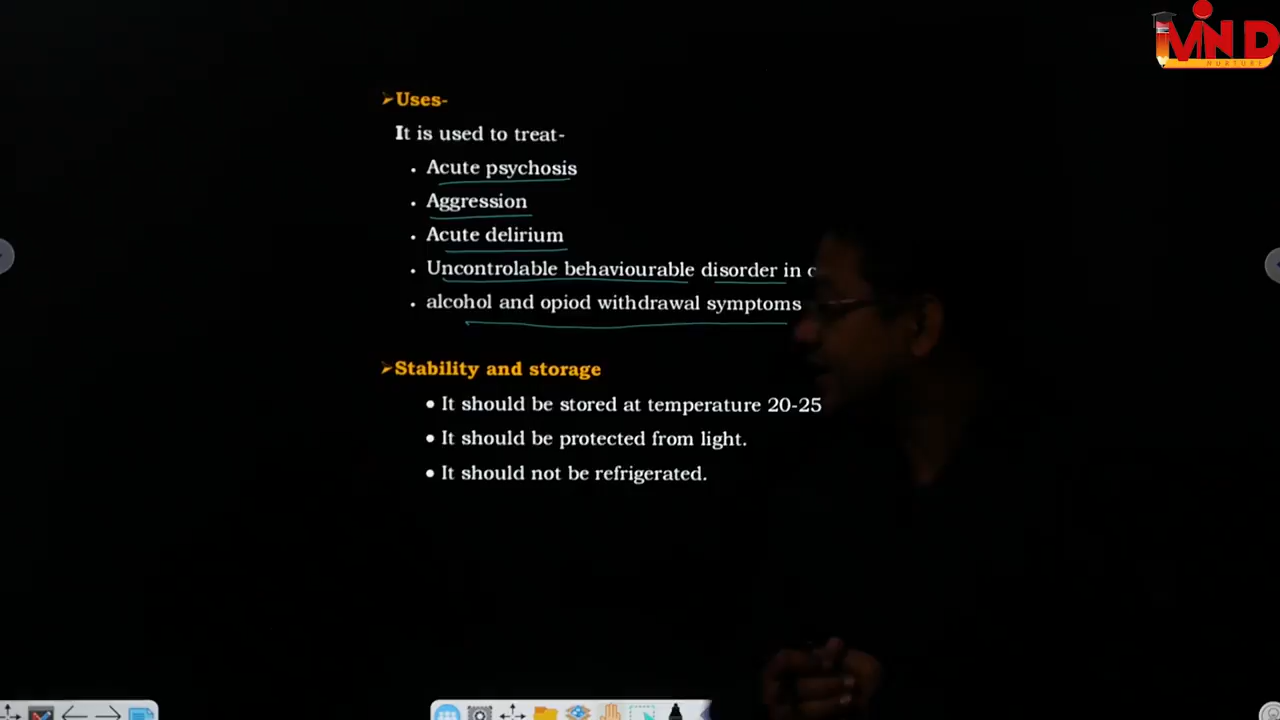 MIND
NURTURE
➤Uses-
It is used to treat-
• Acute psychosis
• Aggression
• Acute delirium
• Uncontrolable behaviourable disorder in
• alcohol and opiod withdrawal symptoms
➤Stability and storage
• It should be stored at temperature 20-25
• It should be protected from light.
• It should not be refrigerated.